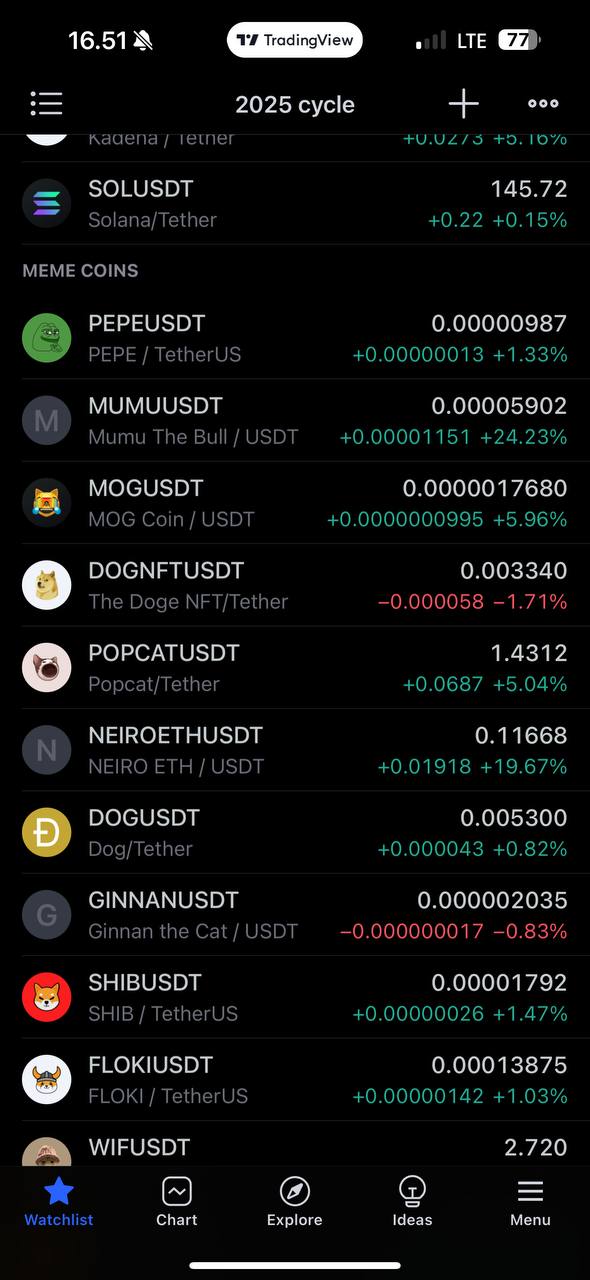 16.51
TradingView
LTE
77
2025 cycle
Kadena / Tether
+0.0273 +5.16%
SOLUSDT
145.72
Solana/Tether
+0.22 +0.15%
MEME COINS
PEPEUSDT
0.00000987
PEPE / TetherUS
+0.00000013 +1.33%
M
MUMUUSDT
0.00005902
Mumu The Bull / USDT
+0.00001151 +24.23%
MOGUSDT
0.0000017680
MOG Coin / USDT
+0.0000000995 +5.96%
DOGNFTUSDT
0.003340
The Doge NFT/Tether
−0.000058 −1.71%
POPCATUSDT
1.4312
Popcat/Tether
+0.0687 +5.04%
N
NEIROETHUSDT
0.11668
NEIRO ETH / USDT
+0.01918 +19.67%
Ð
DOGUSDT
0.005300
Dog/Tether
+0.000043 +0.82%
G
GINNANUSDT
0.000002035
Ginnan the Cat / USDT
−0.000000017 −0.83%
SHIBUSDT
0.00001792
SHIB / TetherUS
+0.00000026 +1.47%
FLOKIUSDT
0.00013875
FLOKI / TetherUS
+0.00000142 +1.03%
WIFUSDT
2.720
Watchlist
Chart
Explore
Ideas
Menu